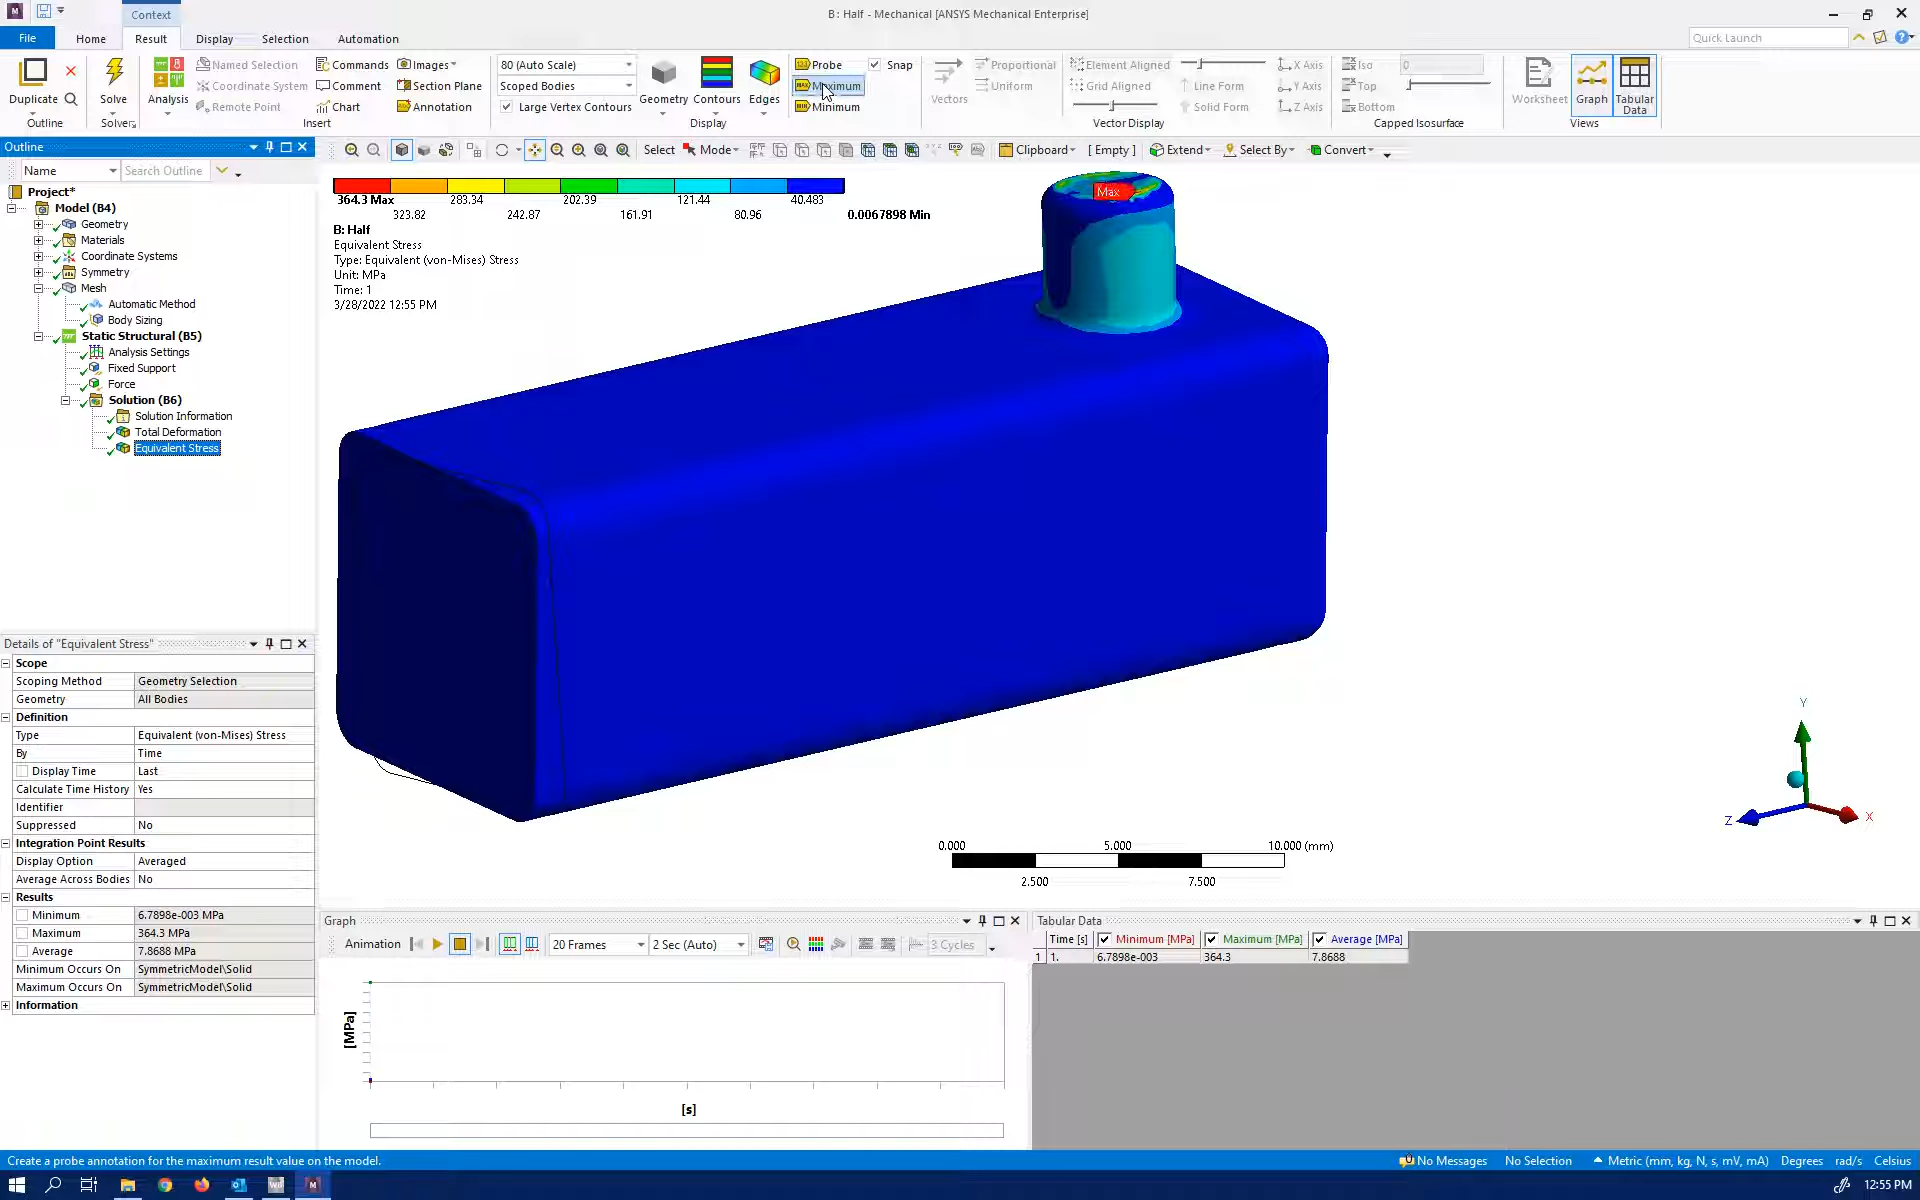 Context
B: Half - Mechanical [ANSYS Mechanical Enterprise]
File
Home
Result
Display
Selection
Automation
Quick Launch
Duplicate
Outline
Solve
Solver
Analysis
Named Selection
Coordinate System
Remote Point
Commands
Comment
Chart
Images
Section Plane
Annotation
Insert
80 (Auto Scale)
Scoped Bodies
Large Vertex Contours
Geometry
Contours
Edges
Display
Probe
Maximum
Minimum
Snap
Vectors
Proportional
Uniform
Element Aligned
Grid Aligned
Line Form
Solid Form
X Axis
Y Axis
Z Axis
Vector Display
Iso
0
Top
Bottom
Capped Isosurface
Worksheet
Graph
Tabular
Data
Views
Outline
Name
Search Outline
Select
Mode
Clipboard
[ Empty ]
Extend
Select By
Convert
Project*
Model (B4)
Geometry
Materials
Coordinate Systems
Symmetry
Mesh
Automatic Method
Body Sizing
Static Structural (B5)
Analysis Settings
Fixed Support
Force
Solution (B6)
Solution Information
Total Deformation
Equivalent Stress
364.3 Max
323.82
283.34
242.87
202.39
161.91
121.44
80.96
40.483
0.0067898 Min
B: Half
Equivalent Stress
Type: Equivalent (von-Mises) Stress
Unit: MPa
Time: 1
3/28/2022 12:55 PM
Max
Y
Z
X
0.000
5.000
10.000 (mm)
2.500
7.500
Details of "Equivalent Stress"
Scope
Scoping Method Geometry Selection
Geometry All Bodies
Definition
Type Equivalent (von-Mises) Stress
By Time
Display Time Last
Calculate Time History Yes
Identifier
Suppressed No
Integration Point Results
Display Option Averaged
Average Across Bodies No
Results
Minimum 6.7898e-003 MPa
Maximum 364.3 MPa
Average 7.8688 MPa
Minimum Occurs On SymmetricModel\Solid
Maximum Occurs On SymmetricModel\Solid
Information
Graph
Animation
20 Frames
2 Sec (Auto)
3 Cycles
[MPa]
[s]
Tabular Data
Time [s] Minimum [MPa] Maximum [MPa] Average [MPa]
1 1. 6.7898e-003 364.3 7.8688
Create a probe annotation for the maximum result value on the model.
No Messages
No Selection
Metric (mm, kg, N, s, mV, mA)
Degrees
rad/s
Celsius
12:55 PM